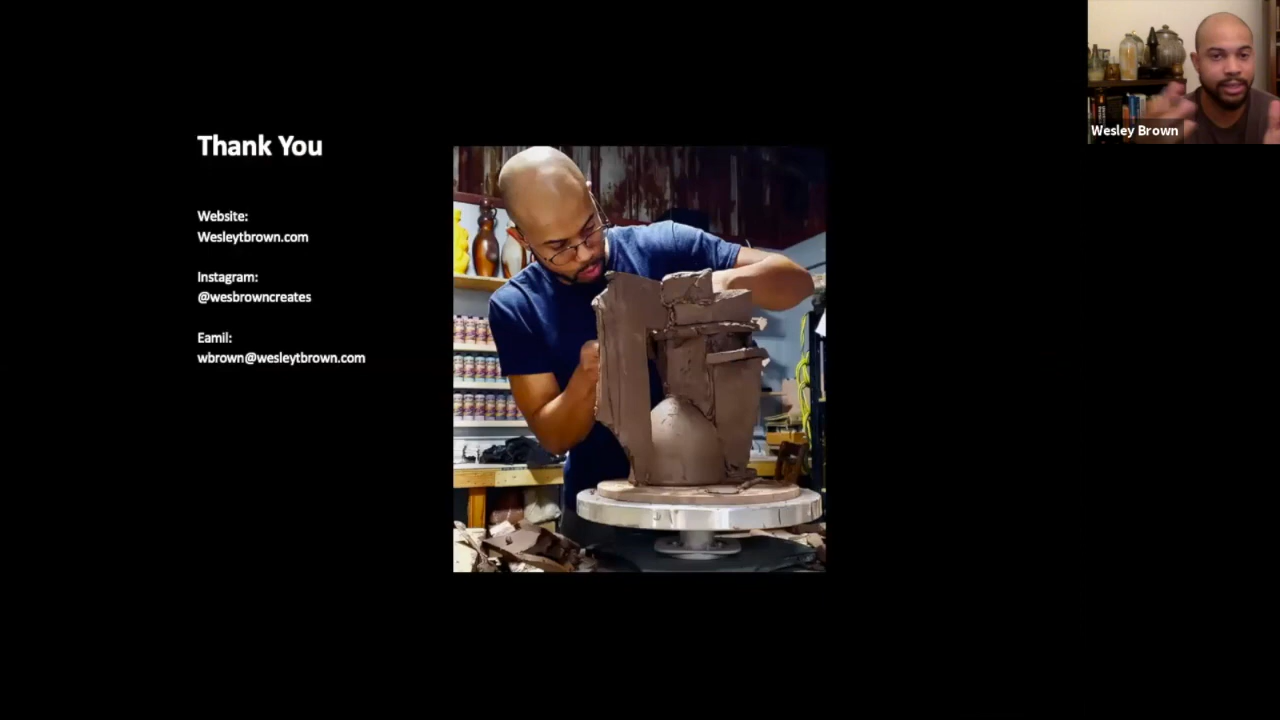 Thank You
Website:
Wesleytbrown.com
Instagram:
@wesbrowncreates
Eamil:
wbrown@wesleytbrown.com
Wesley Brown